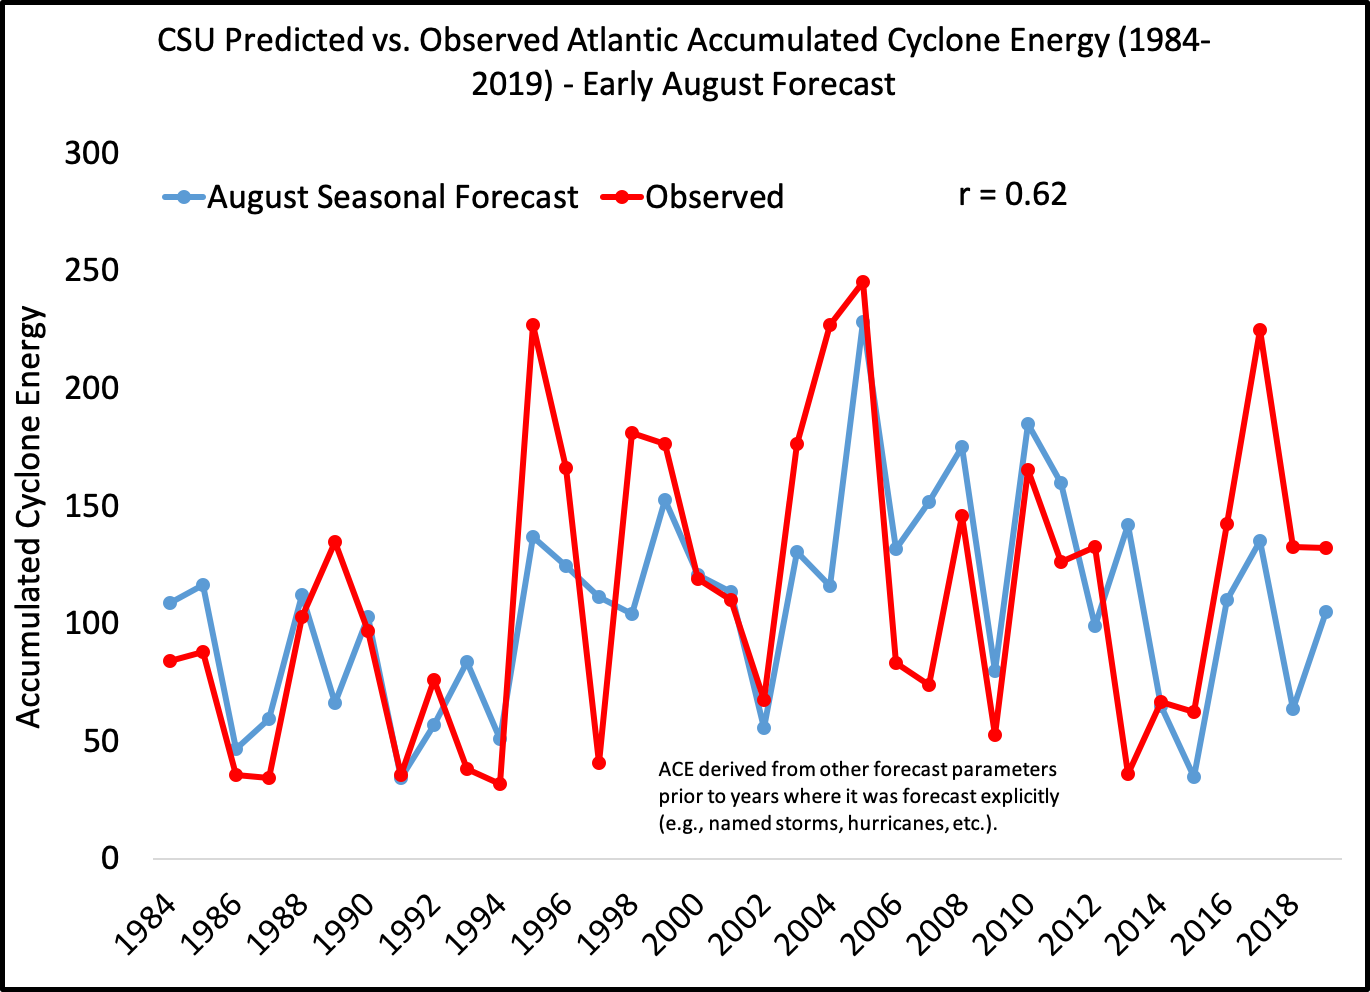 CSU Predicted vs. Observed Atlantic Accumulated Cyclone Energy (1984-
2019) - Early August Forecast
300
August Seasonal Forecast
Observed
r = 0.62
250
200
150
100
50
0
Accumulated Cyclone Energy
ACE derived from other forecast parameters
prior to years where it was forecast explicitly
(e.g., named storms, hurricanes, etc.).
1984
1986
1988
1990
1992
1994
1996
1998
2000
2002
2004
2006
2008
2010
2012
2014
2016
2018